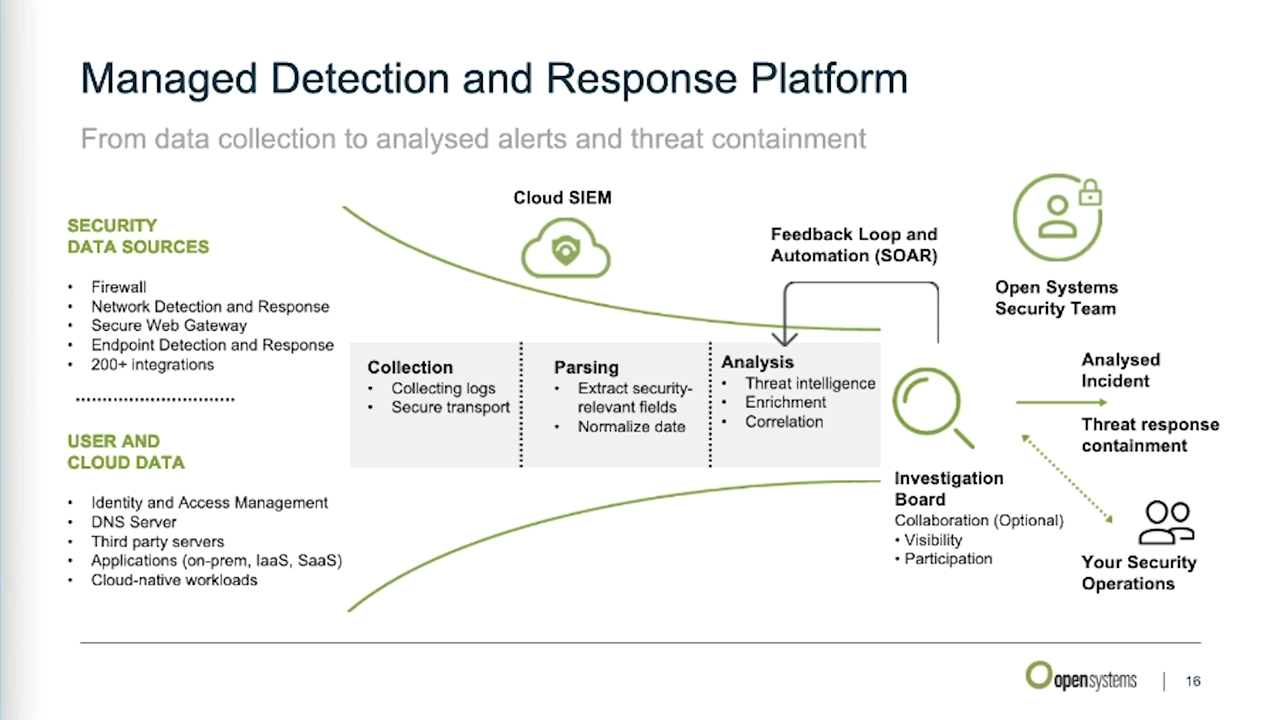 Managed Detection and Response Platform
From data collection to analysed alerts and threat containment
SECURITY
DATA SOURCES
• Firewall
• Network Detection and Response
• Secure Web Gateway
• Endpoint Detection and Response
• 200+ integrations
USER AND
CLOUD DATA
• Identity and Access Management
• DNS Server
• Third party servers
• Applications (on-prem, IaaS, SaaS)
• Cloud-native workloads
Cloud SIEM
Collection
• Collecting logs
• Secure transport
Parsing
• Extract security-
relevant fields
• Normalize date
Feedback Loop and
Automation (SOAR)
Analysis
• Threat intelligence
• Enrichment
• Correlation
Open Systems
Security Team
Investigation
Board
Collaboration (Optional)
• Visibility
• Participation
Analysed
Incident
Threat response
containment
Your Security
Operations
opensystems
16